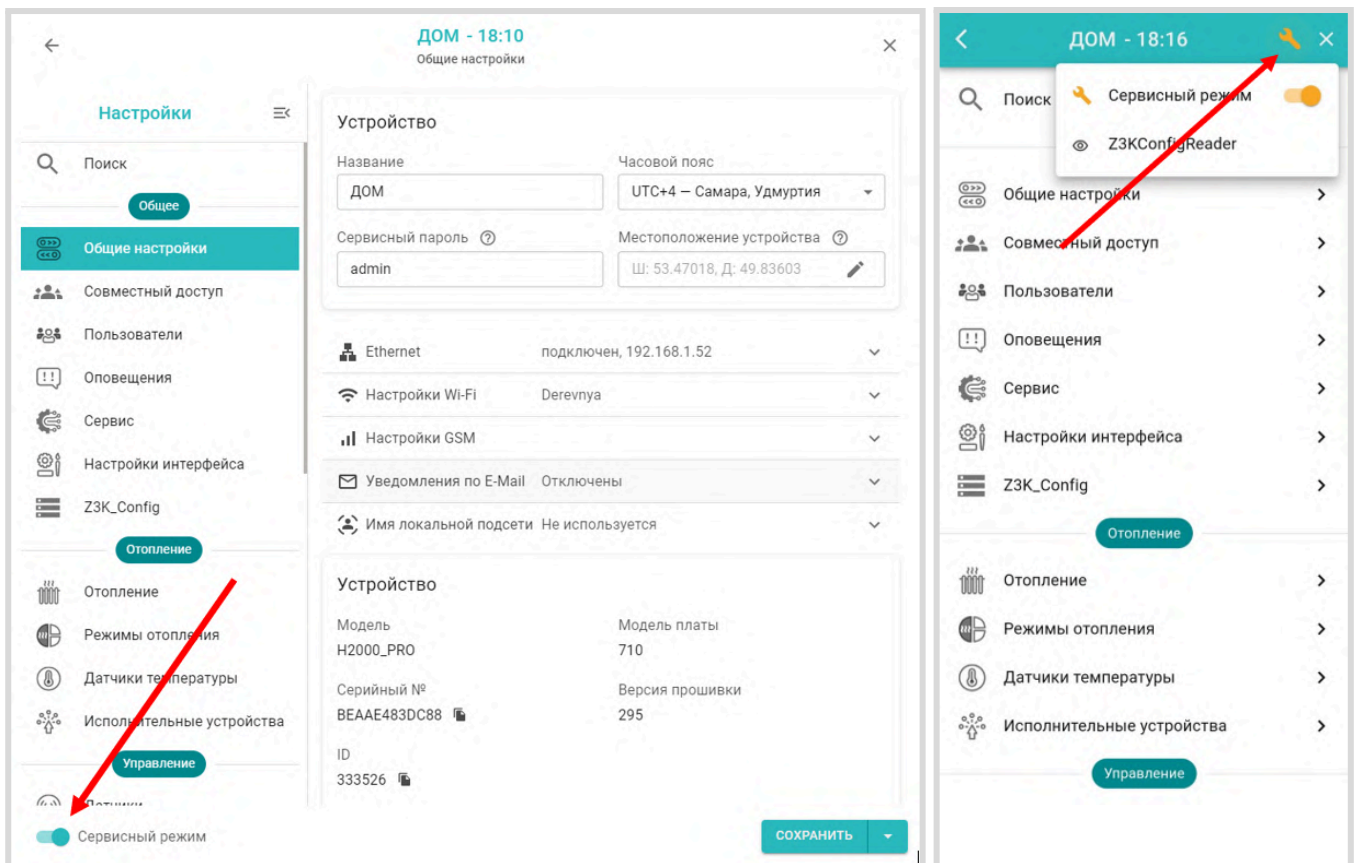 ДОМ - 18:10
Общие настройки
Настройки
Поиск
Общее
Общие настройки
Совместный доступ
Пользователи
Оповещения
Сервис
Настройки интерфейса
Z3K_Config
Отопление
Отопление
Режимы отопления
Датчики температуры
Исполнительные устройства
Управление
Датчики
Сервисный режим
Устройство
Название
Часовой пояс
ДОМ
UTC+4 — Самара, Удмуртия
Сервисный пароль
Местоположение устройства
admin
Ш: 53.47018, Д: 49.83603
Ethernet подключен, 192.168.1.52
Настройки Wi-Fi Derevnya
Настройки GSM
Уведомления по E-Mail Отключены
Имя локальной подсети Не используется
Устройство
Модель
Модель платы
H2000_PRO
710
Серийный №
Версия прошивки
BEAAE483DC88
295
ID
333526
СОХРАНИТЬ
ДОМ - 18:16
Поиск
Сервисный режим
Z3KConfigReader
Общие настройки
Совместный доступ
Пользователи
Оповещения
Сервис
Настройки интерфейса
Z3K_Config
Отопление
Отопление
Режимы отопления
Датчики температуры
Исполнительные устройства
Управление